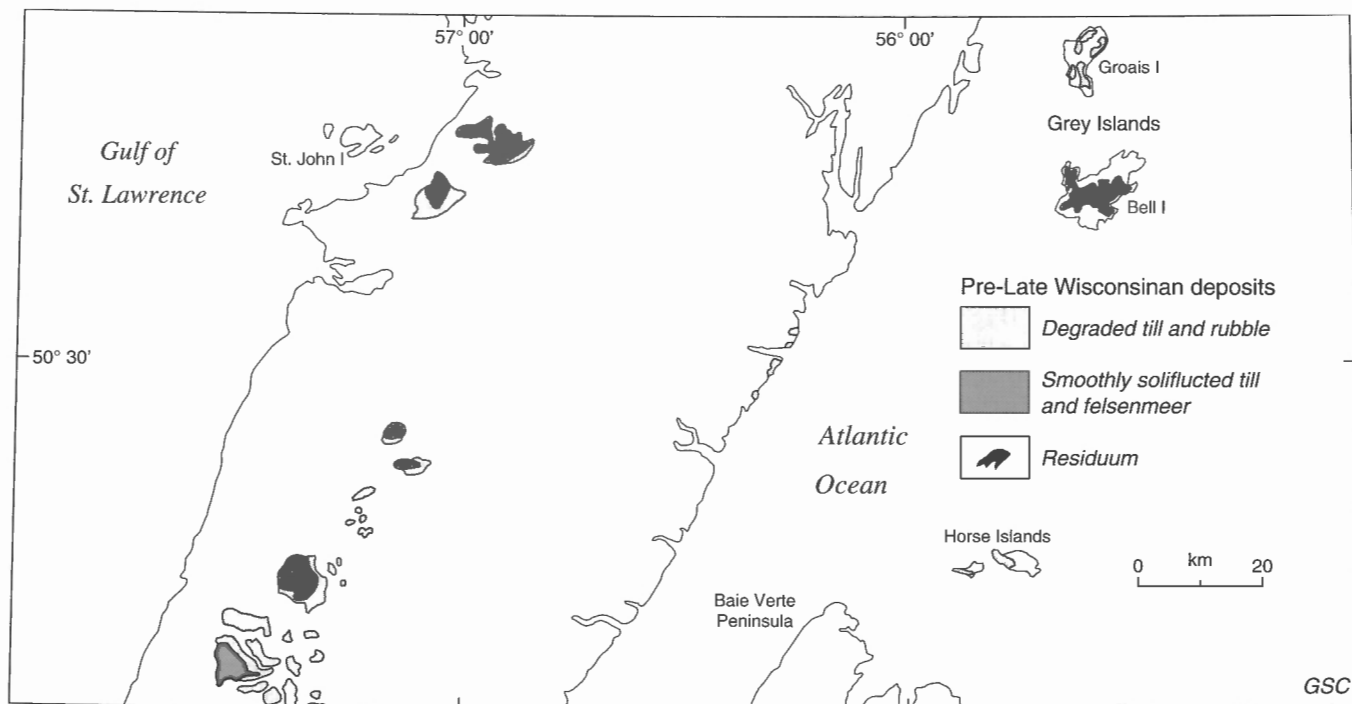 57° 00'
56° 00'
Groais I
Grey Islands
Gulf of
St. Lawrence
St. John I
Bell I
Pre-Late Wisconsinan deposits
Degraded till and rubble
50° 30'
Smoothly soliflucted till
and felsenmeer
Atlantic
Ocean
Residuum
Horse Islands
km
0 20
Baie Verte
Peninsula
GSC